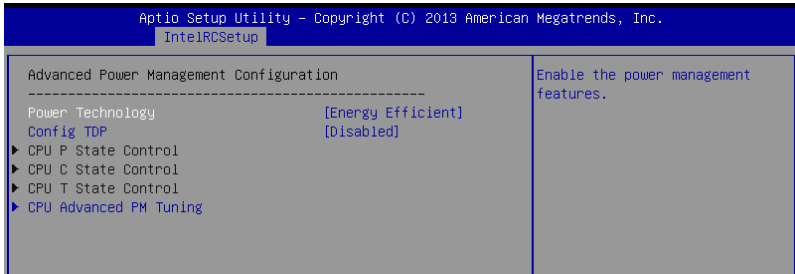 Aptio Setup Utility – Copyright (C) 2013 American Megatrends, Inc.
IntelRCSetup
Advanced Power Management Configuration
--------------------------------------------------
Power Technology [Energy Efficient]
Config TDP [Disabled]
CPU P State Control
CPU C State Control
CPU T State Control
CPU Advanced PM Tuning
Enable the power management
features.